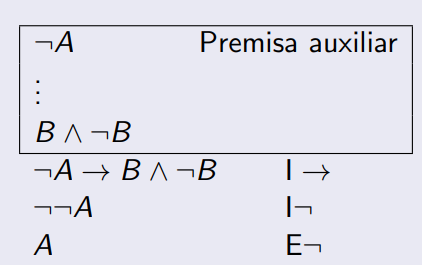 ¬A Premisa auxiliar
⋮
B ∧ ¬B
¬A → B ∧ ¬B I →
¬¬A I¬
A E¬